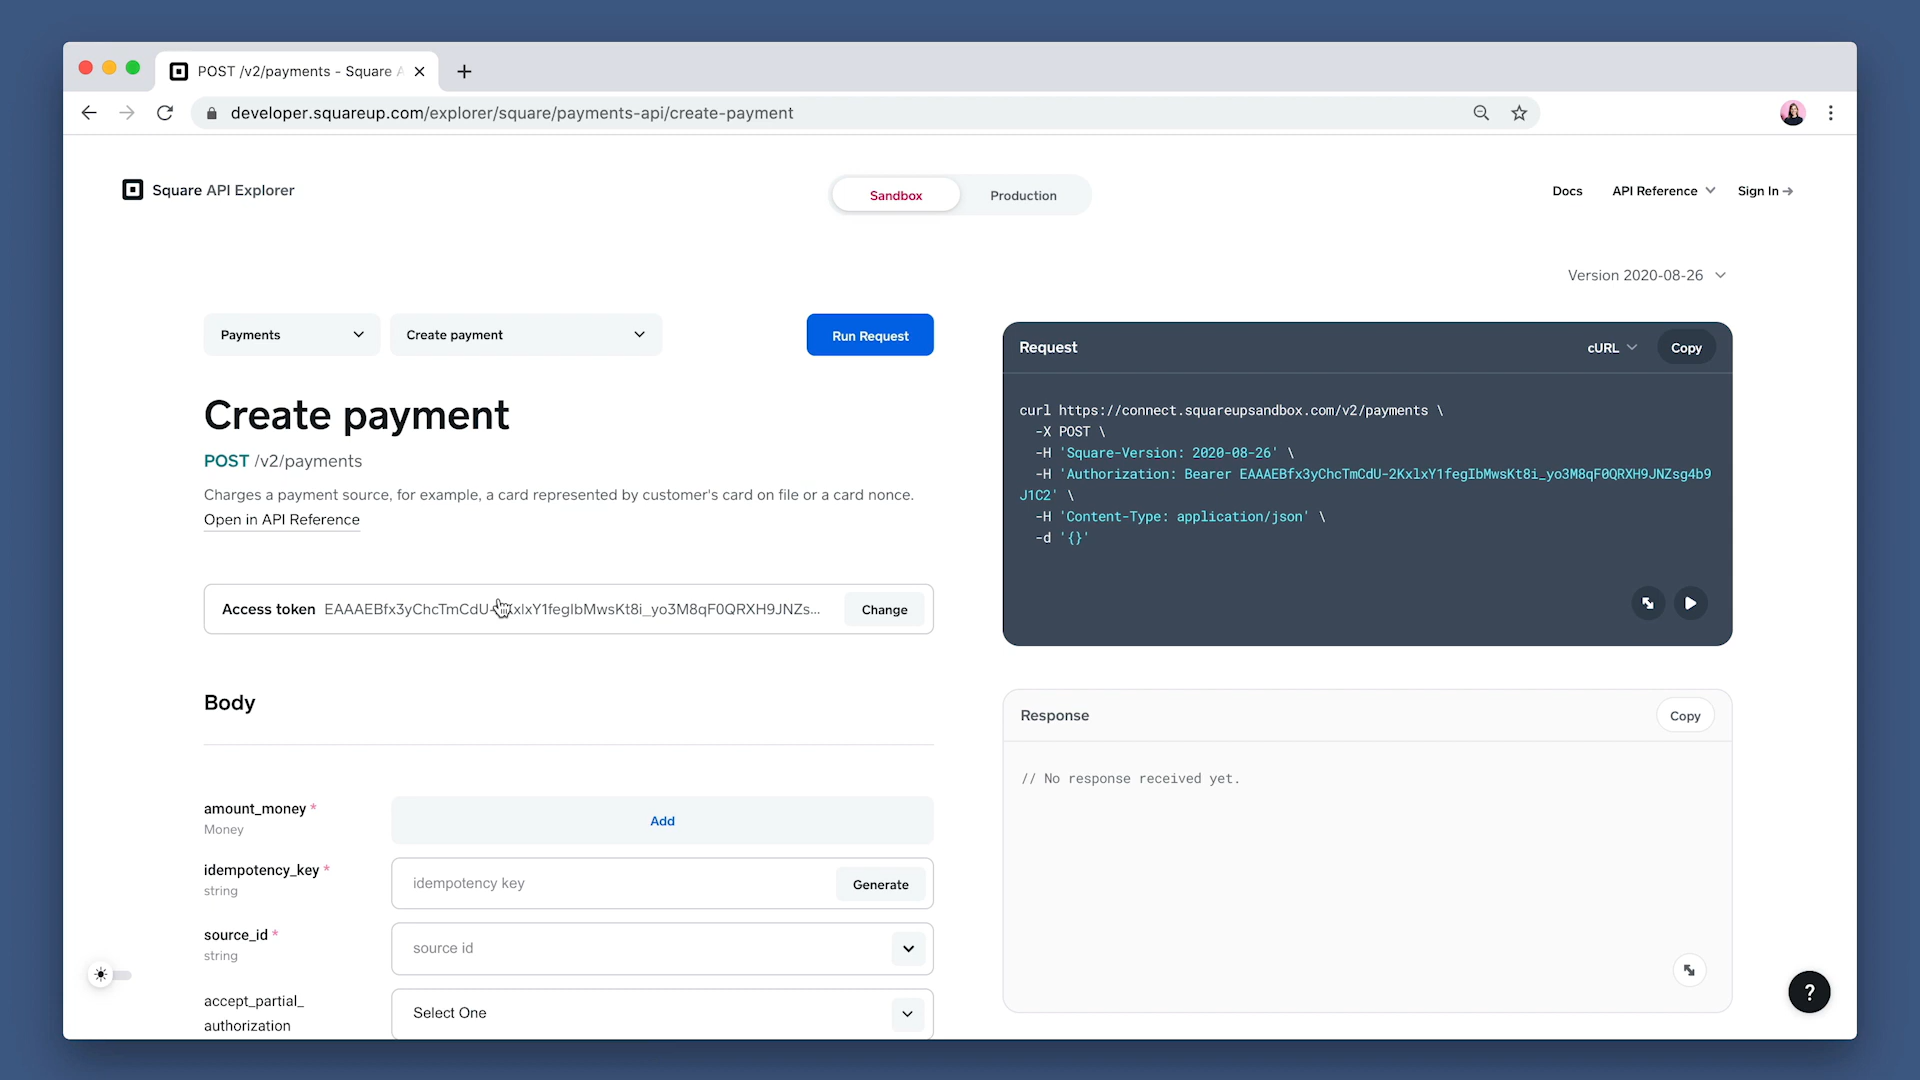 POST /v2/payments - Square A
developer.squareup.com/explorer/square/payments-api/create-payment
Square API Explorer
Sandbox
Production
Docs
API Reference
Sign In →
Version 2020-08-26
Payments
Create payment
Run Request
Create payment
POST /v2/payments
Charges a payment source, for example, a card represented by customer's card on file or a card nonce.
Open in API Reference
Access token EAAAEBfx3yChcTmCdU-2KxlxY1fegIbMwsKt8i_yo3M8qF0QRXH9JNZs...
Change
Body
amount_money *
Money
Add
idempotency_key *
string
idempotency key
Generate
source_id *
string
source id
accept_partial_
authorization
Select One
Request
cURL
Copy
curl https://connect.squareupsandbox.com/v2/payments \
-X POST \
-H 'Square-Version: 2020-08-26' \
-H 'Authorization: Bearer EAAAEBfx3yChcTmCdU-2KxlxY1fegIbMwsKt8i_yo3M8qF0QRXH9JNZsg4b9
J1C2' \
-H 'Content-Type: application/json' \
-d '{}'
Response
Copy
// No response received yet.
?